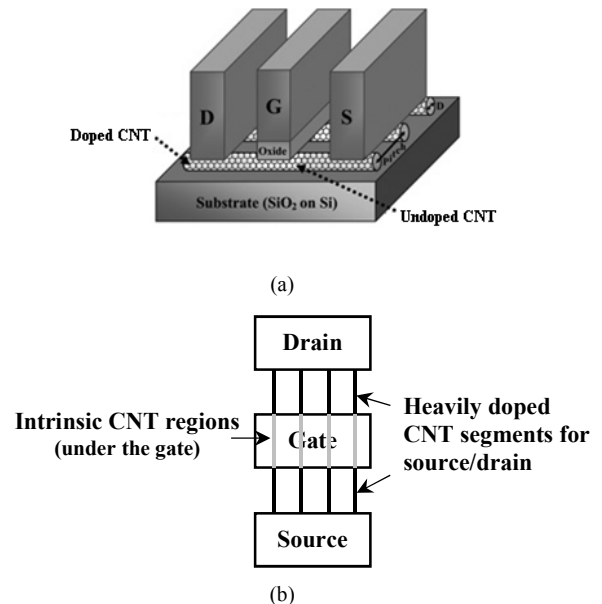 D
G
S
D
Doped CNT
Oxide
Pitch
Substrate (SiO₂ on Si)
Undoped CNT
(a)
Drain
Intrinsic CNT regions
(under the gate)
Gate
Heavily doped
CNT segments for
source/drain
Source
(b)